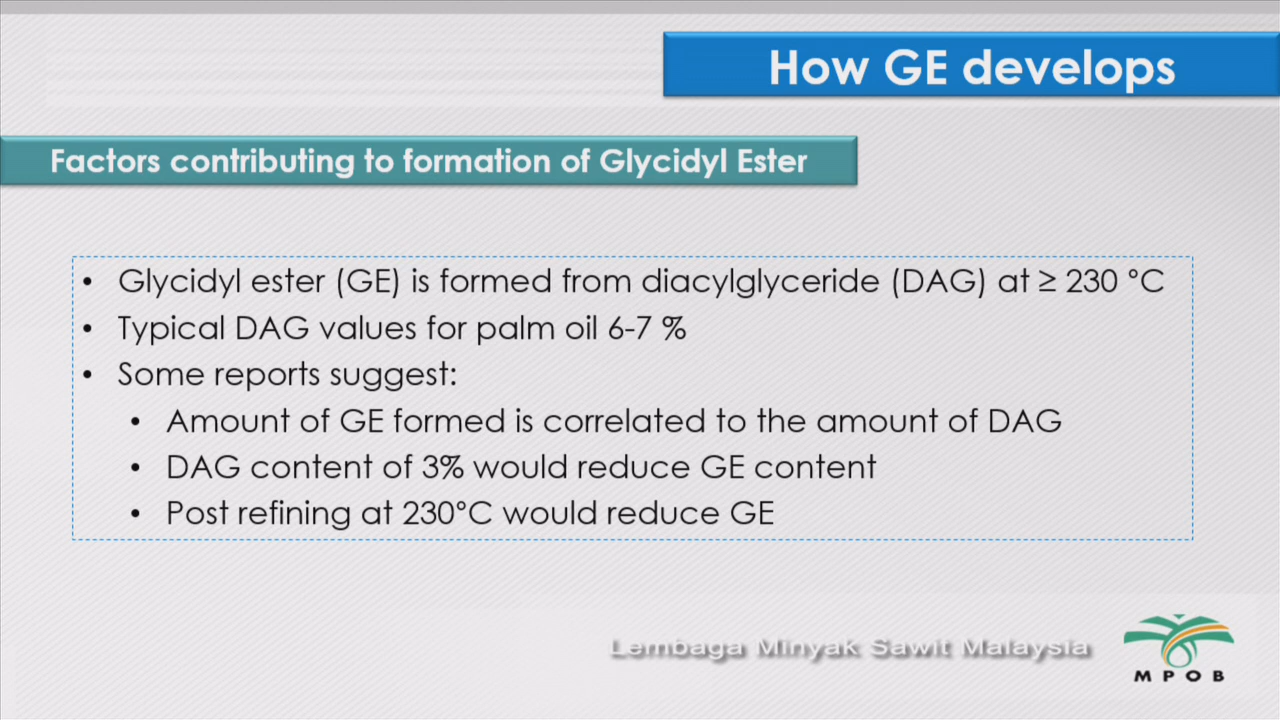 How GE develops
Factors contributing to formation of Glycidyl Ester
• Glycidyl ester (GE) is formed from diacylglyceride (DAG) at ≥ 230 °C
• Typical DAG values for palm oil 6-7 %
• Some reports suggest:
• Amount of GE formed is correlated to the amount of DAG
• DAG content of 3% would reduce GE content
• Post refining at 230°C would reduce GE
Lembaga Minyak Sawit Malaysia
MPOB